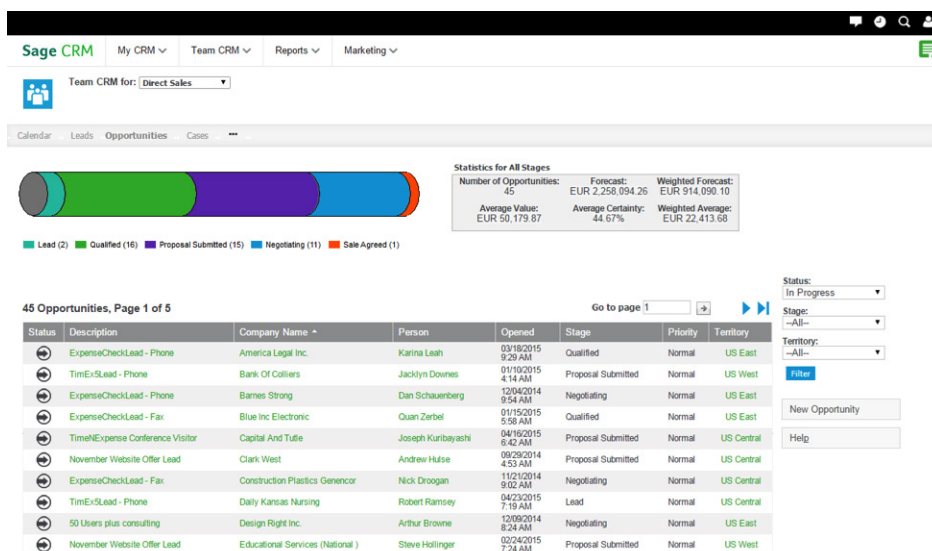 Sage CRM My CRM Team CRM Reports Marketing
Team CRM for: Direct Sales
Calendar Leads Opportunities Cases ...
Statistics for All Stages
Number of Opportunities: Forecast: Weighted Forecast:
45 EUR 2,258,094.26 EUR 914,090.10
Average Value: Average Certainty: Weighted Average:
EUR 50,179.87 44.67% EUR 22,413.68
Lead (2) Qualified (16) Proposal Submitted (15) Negotiating (11) Sale Agreed (1)
45 Opportunities, Page 1 of 5 Go to page 1
Status Description Company Name Person Opened Stage Priority Territory
ExpenseCheckLead - Phone America Legal Inc. Karina Leah 03/18/2015 9:29 AM Qualified Normal US East
TimEx5Lead - Phone Bank Of Colliers Jacklyn Downes 01/10/2015 4:14 AM Proposal Submitted Normal US West
ExpenseCheckLead - Phone Barnes Strong Dan Schauenberg 12/04/2014 9:54 AM Negotiating Normal US East
ExpenseCheckLead - Fax Blue Inc Electronic Quan Zerbel 01/15/2015 5:58 AM Qualified Normal US East
TimeNExpense Conference Visitor Capital And Tutle Joseph Kuribayashi 04/16/2015 6:42 AM Proposal Submitted Normal US Central
November Website Offer Lead Clark West Andrew Hulse 09/29/2014 4:53 AM Proposal Submitted Normal US Central
ExpenseCheckLead - Fax Construction Plastics Genencor Nick Droogan 11/21/2014 9:02 AM Negotiating Normal US Central
TimEx5Lead - Phone Daily Kansas Nursing Robert Ramsey 04/23/2015 7:19 AM Lead Normal US Central
50 Users plus consulting Design Right Inc. Arthur Browne 12/09/2014 8:24 AM Negotiating Normal US East
November Website Offer Lead Educational Services (National ) Steve Hollinger 02/24/2015 7:24 AM Proposal Submitted Normal US West
Status:
In Progress
Stage:
--All--
Territory:
--All--
Filter
New Opportunity
Help